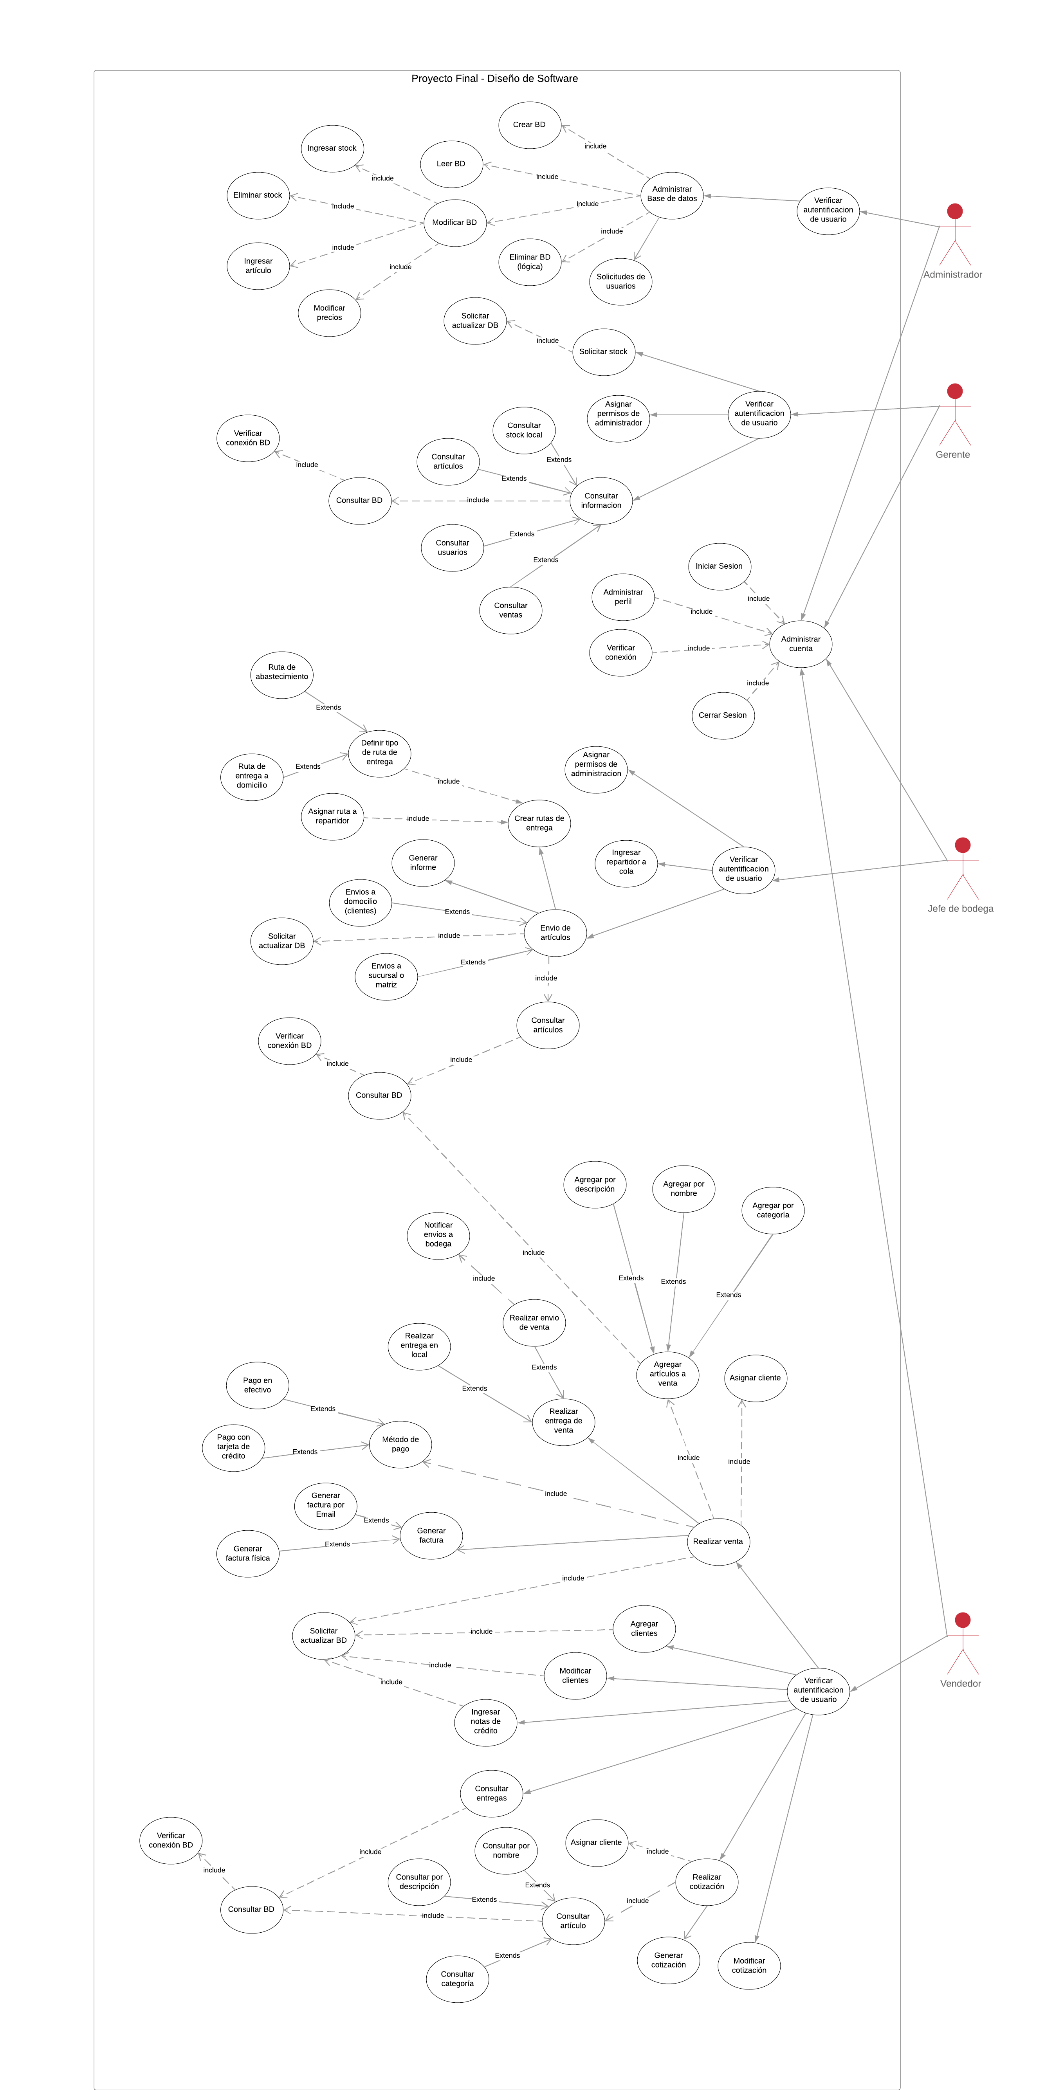 Proyecto Final - Diseño de Software
Crear BD
include
Ingresar stock
Leer BD
include
include
Eliminar stock
include
Administrar
Base de datos
Verificar
autentificacion
de usuario
include
Modificar BD
include
include
Eliminar BD
(lógica)
Ingresar
artículo
include
Solicitudes de
usuarios
Administrador
Modificar
precios
Solicitar
actualizar DB
include
Solicitar stock
Asignar
permisos de
administrador
Verificar
autentificacion
de usuario
Gerente
Consultar
stock local
Verificar
conexión BD
Consultar
artículos
Extends
include
Extends
Consultar BD
include
Consultar
informacion
Extends
Consultar
usuarios
Extends
Consultar
ventas
Iniciar Sesion
include
Administrar
perfil
include
Verificar
conexión
include
Administrar
cuenta
include
Cerrar Sesion
Ruta de
abastecimiento
Extends
Definir tipo
de ruta de
entrega
Extends
Ruta de
entrega a
domicilio
include
Asignar
permisos de
administracion
Asignar ruta a
repartidor
include
Crear rutas de
entrega
Generar
informe
Ingresar
repartidor a
cola
Verificar
autentificacion
de usuario
Jefe de bodega
Envios a
domocilio
(clientes)
Extends
Solicitar
actualizar DB
include
Envio de
artículos
Envios a
sucursal o
matriz
Extends
include
Consultar
artículos
Verificar
conexión BD
include
include
Consultar BD
Agregar por
descripción
Agregar por
nombre
Agregar por
categoría
Notificar
envios a
bodega
include
include
Extends
Extends
Extends
Realizar envio
de venta
Realizar
entrega en
local
Extends
Extends
Agregar
artículos a
venta
Asignar cliente
Pago en
efectivo
Extends
Realizar
entrega de
venta
Pago con
tarjeta de
crédito
Extends
Método de
pago
include
include
include
Generar
factura por
Email
Extends
Generar
factura
Generar
factura física
Extends
Realizar venta
include
Solicitar
actualizar BD
include
Agregar
clientes
include
Modificar
clientes
include
Ingresar
notas de
crédito
Verificar
autentificacion
de usuario
Vendedor
Consultar
entregas
Verificar
conexión BD
include
include
Consultar por
nombre
Asignar cliente
include
Consultar por
descripción
Extends
Extends
Realizar
cotización
include
Consultar BD
include
Consultar
artículo
Extends
Consultar
categoría
Generar
cotización
Modificar
cotización